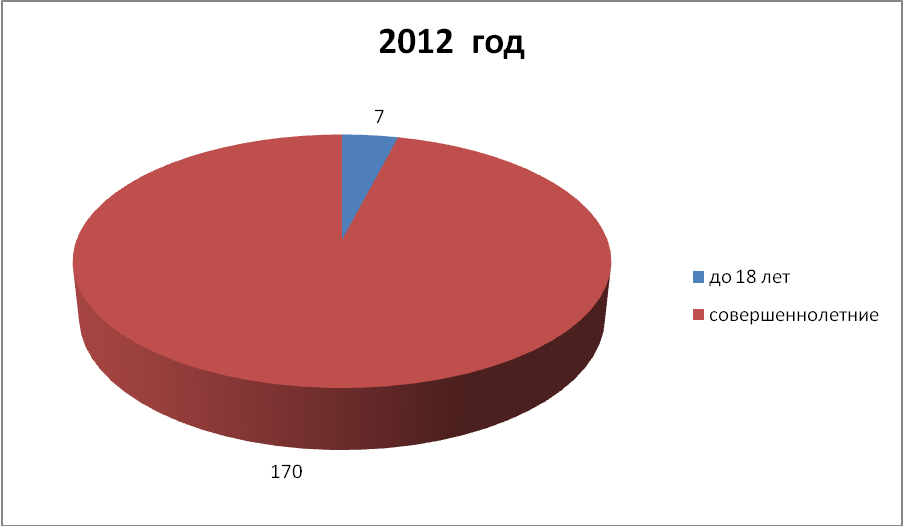 2012 год
7
до 18 лет
совершеннолетние
170